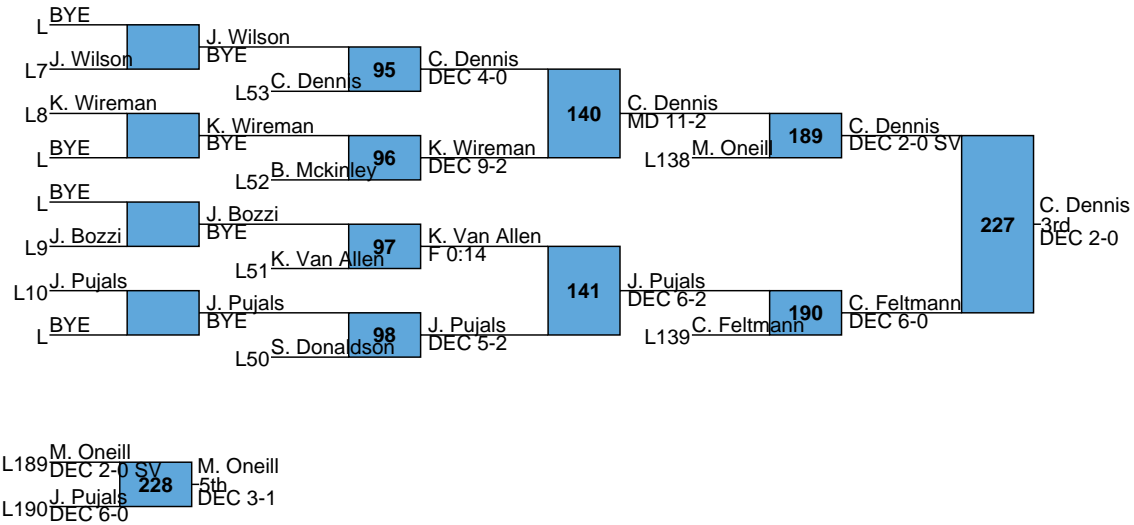 BYE
L
J. Wilson
BYE
J. Wilson
L7
95
C. Dennis
DEC 4-0
C. Dennis
L53
K. Wireman
L8
140
C. Dennis
MD 11-2
K. Wireman
BYE
189
C. Dennis
DEC 2-0 SV
BYE
L
96
K. Wireman
DEC 9-2
M. Oneill
L138
B. Mckinley
L52
BYE
L
J. Bozzi
BYE
C. Dennis
3rd
DEC 2-0
227
J. Bozzi
L9
97
K. Van Allen
F 0:14
K. Van Allen
L51
J. Pujals
L10
141
J. Pujals
DEC 6-2
J. Pujals
BYE
190
C. Feltmann
DEC 6-0
BYE
L
98
J. Pujals
DEC 5-2
C. Feltmann
L139
S. Donaldson
L50
L189
M. Oneill
DEC 2-0 SV
228
M. Oneill
5th
DEC 3-1
L190
J. Pujals
DEC 6-0